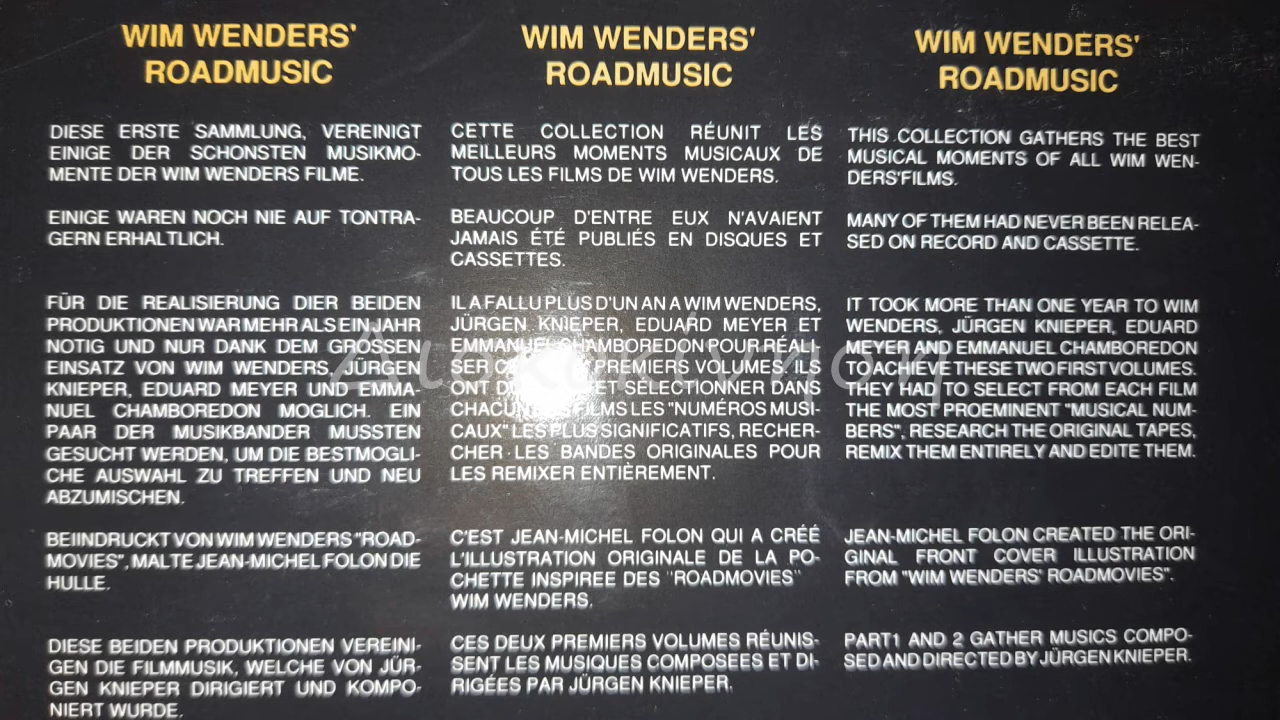 WIM WENDERS'
ROADMUSIC
DIESE ERSTE SAMMLUNG, VEREINIGT
EINIGE DER SCHONSTEN MUSIKMO-
MENTE DER WIM WENDERS FILME.
EINIGE WAREN NOCH NIE AUF TONTRA-
GERN ERHALTLICH.
FÜR DIE REALISIERUNG DIER BEIDEN
PRODUKTIONEN WAR MEHR ALS EIN JAHR
NOTIG UND NUR DANK DEM GROSSEN
EINSATZ VON WIM WENDERS, JÜRGEN
KNIEPER, EDUARD MEYER UND EMMA-
NUEL CHAMBOREDON MOGLICH. EIN
PAAR DER MUSIKBANDER MUSSTEN
GESUCHT WERDEN, UM DIE BESTMOGLI-
CHE AUSWAHL ZU TREFFEN UND NEU
ABZUMISCHEN.
BEIINDRUCKT VON WIM WENDERS "ROAD-
MOVIES", MALTE JEAN-MICHEL FOLON DIE
HULLE.
DIESE BEIDEN PRODUKTIONEN VEREINI-
GEN DIE FILMMUSIK, WELCHE VON JÜR-
GEN KNIEPER DIRIGIERT UND KOMPO-
NIERT WURDE.
WIM WENDERS'
ROADMUSIC
CETTE COLLECTION RÉUNIT LES
MEILLEURS MOMENTS MUSICAUX DE
TOUS LES FILMS DE WIM WENDERS.
BEAUCOUP D'ENTRE EUX N'AVAIENT
JAMAIS ÉTÉ PUBLIÉS EN DISQUES ET
CASSETTES.
IL A FALLU PLUS D'UN AN A WIM WENDERS,
JÜRGEN KNIEPER, EDUARD MEYER ET
EMMANUEL CHAMBOREDON POUR RÉALI-
SER PREMIERS VOLUMES. ILS
ONT SÉLECTIONNER DANS
FILMS LES "NUMÉROS MUSI-
CAUX" LES PLUS SIGNIFICATIFS, RECHER-
CHER LES BANDES ORIGINALES POUR
LES REMIXER ENTIÈREMENT.
C'EST JEAN-MICHEL FOLON QUI A CRÉÉ
L'ILLUSTRATION ORIGINALE DE LA PO-
CHETTE INSPIREE DES "ROADMOVIES"
WIM WENDERS.
CES DEUX PREMIERS VOLUMES RÉUNIS-
SENT LES MUSIQUES COMPOSEES ET DI-
RIGÉES PAR JÜRGEN KNIEPER.
WIM WENDERS'
ROADMUSIC
THIS COLLECTION GATHERS THE BEST
MUSICAL MOMENTS OF ALL WIM WEN-
DERS'FILMS.
MANY OF THEM HAD NEVER BEEN RELEA-
SED ON RECORD AND CASSETTE.
IT TOOK MORE THAN ONE YEAR TO WIM
WENDERS, JÜRGEN KNIEPER, EDUARD
MEYER AND EMMANUEL CHAMBOREDON
TO ACHIEVE THESE TWO FIRST VOLUMES.
THEY HAD TO SELECT FROM EACH FILM
THE MOST PROEMINENT "MUSICAL NUM-
BERS", RESEARCH THE ORIGINAL TAPES,
REMIX THEM ENTIRELY AND EDITE THEM.
JEAN-MICHEL FOLON CREATED THE ORI-
GINAL FRONT COVER ILLUSTRATION
FROM "WIM WENDERS' ROADMOVIES".
PART1 AND 2 GATHER MUSICS COMPO-
SED AND DIRECTED BY JÜRGEN KNIEPER.